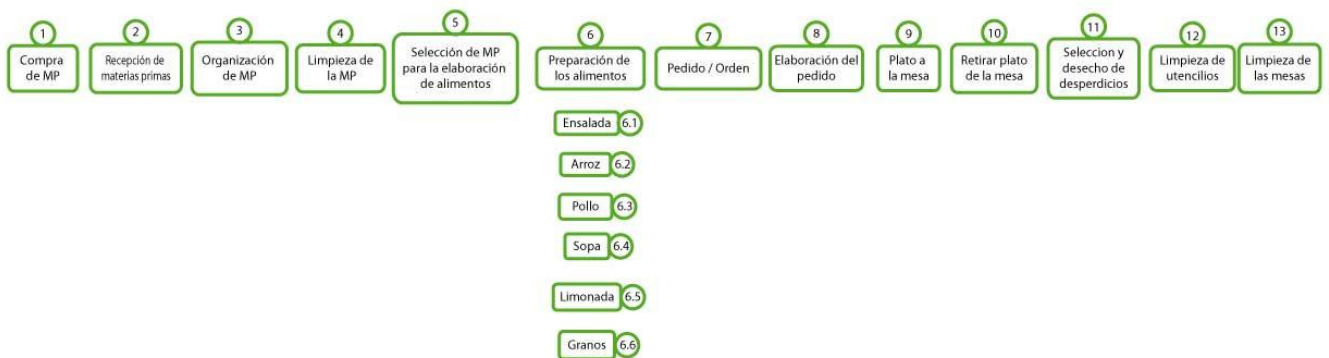 1
Compra
de MP
2
Recepción de
materias primas
3
Organización
de MP
4
Limpieza de
la MP
5
Selección de MP
para la elaboración
de alimentos
6
Preparación de
los alimentos
Ensalada 6.1
Arroz 6.2
Pollo 6.3
Sopa 6.4
Limonada 6.5
Granos 6.6
7
Pedido / Orden
8
Elaboración del
pedido
9
Plato a
la mesa
10
Retirar plato
de la mesa
11
Seleccion y
desecho de
desperdicios
12
Limpieza de
utencilios
13
Limpieza de
las mesas